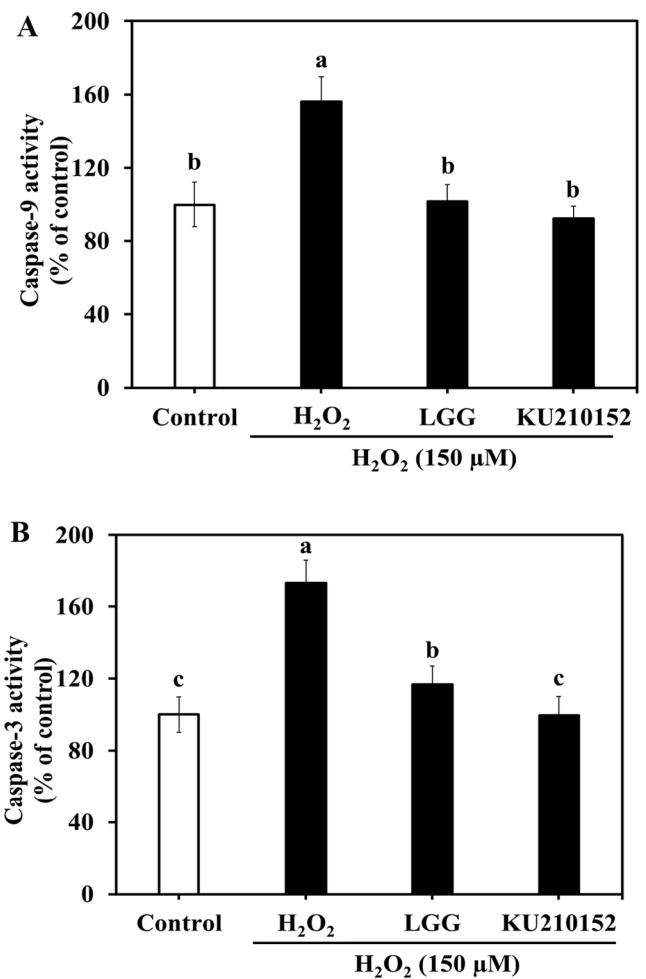 A
200
a
160
b
b
b
120
80
40
0
Caspase-9 activity
(% of control)
Control H₂O₂ LGG KU210152
H₂O₂ (150 μM)
B
200
a
160
b
c
c
120
80
40
0
Caspase-3 activity
(% of control)
Control H₂O₂ LGG KU210152
H₂O₂ (150 μM)